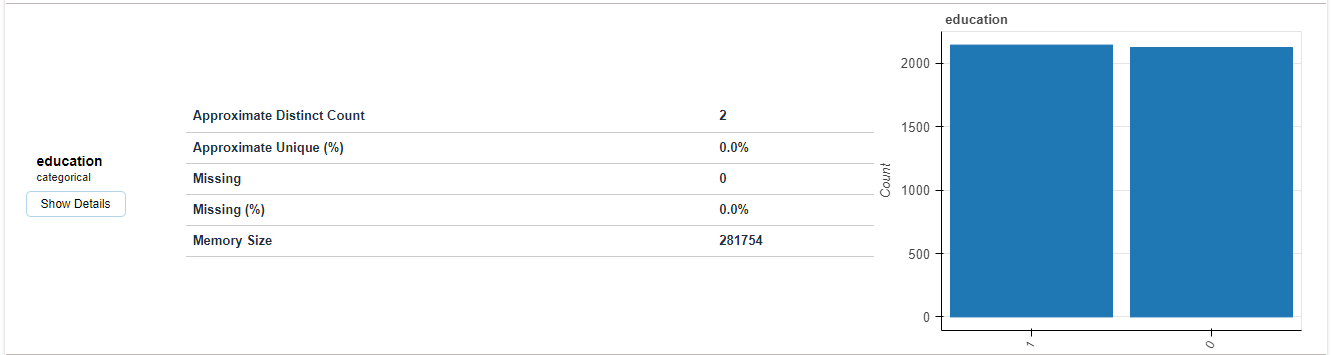 education
categorical
Show Details
Approximate Distinct Count 2
Approximate Unique (%) 0.0%
Missing 0
Missing (%) 0.0%
Memory Size 281754
education
Count
2000
1500
1000
500
0
1 0